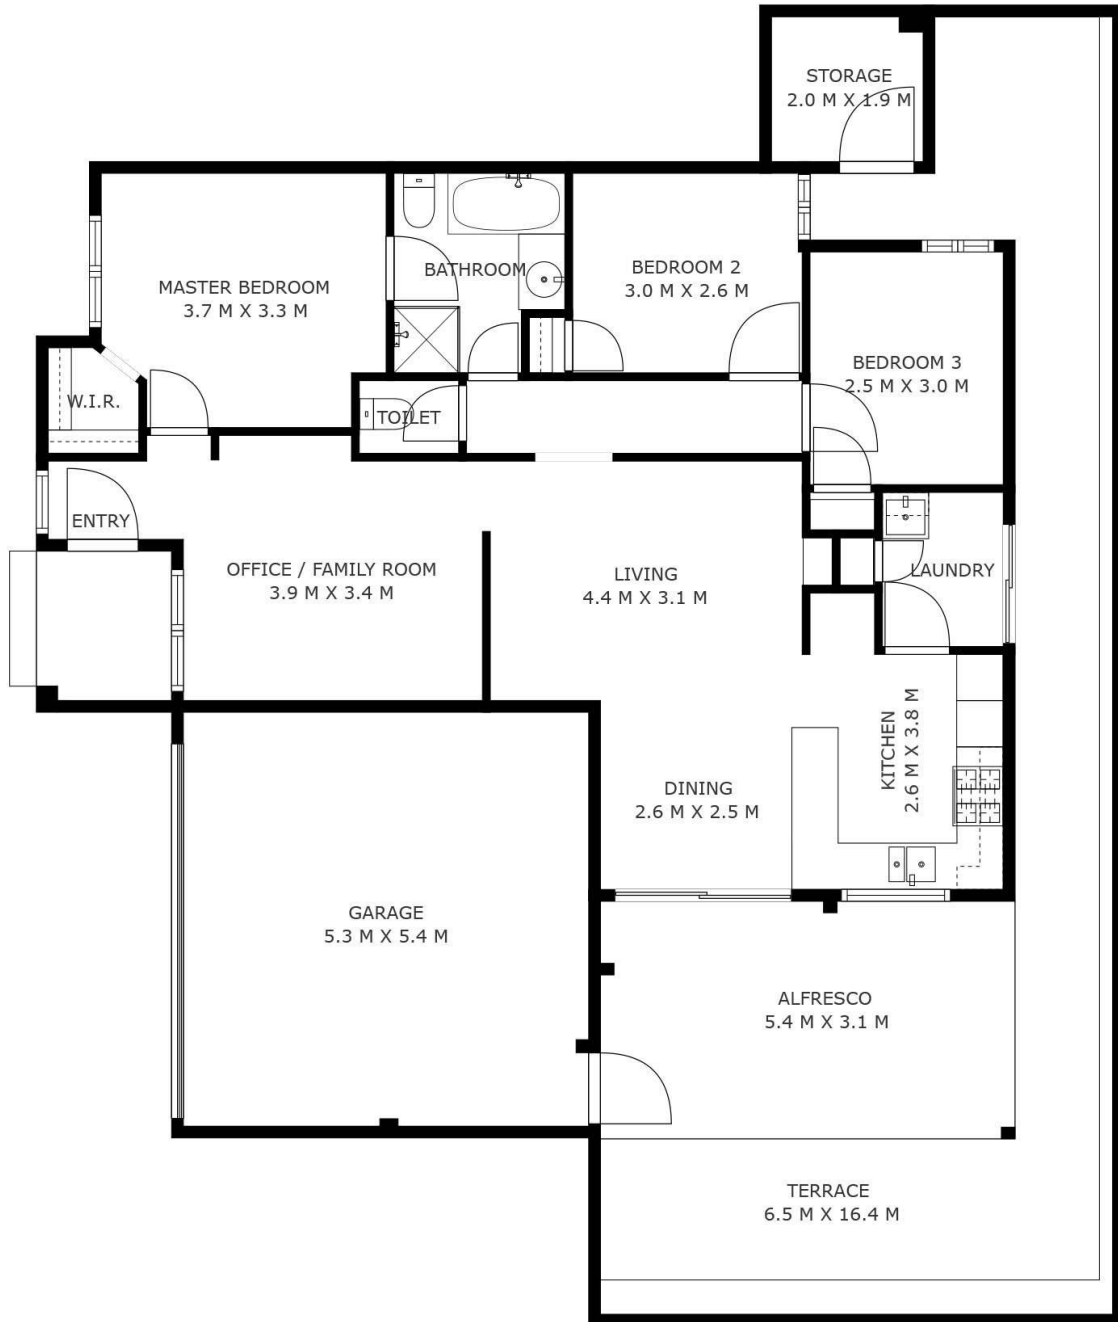 STORAGE
2.0 M X 1.9 M
MASTER BEDROOM
3.7 M X 3.3 M
BATHROOM
BEDROOM 2
3.0 M X 2.6 M
BEDROOM 3
2.5 M X 3.0 M
W.I.R.
TOILET
ENTRY
OFFICE / FAMILY ROOM
3.9 M X 3.4 M
LIVING
4.4 M X 3.1 M
LAUNDRY
KITCHEN
2.6 M X 3.8 M
DINING
2.6 M X 2.5 M
GARAGE
5.3 M X 5.4 M
ALFRESCO
5.4 M X 3.1 M
TERRACE
6.5 M X 16.4 M